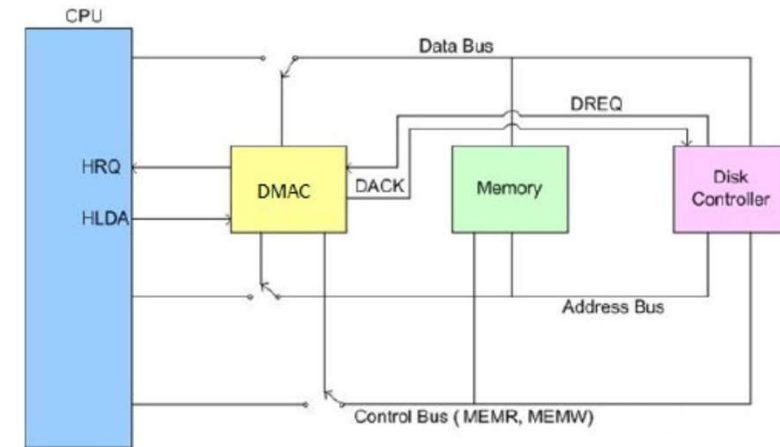 CPU
Data Bus
DREQ
HRQ
DMAC
DACK
Memory
Disk
Controller
HLDA
Address Bus
Control Bus ( MEMR, MEMW)